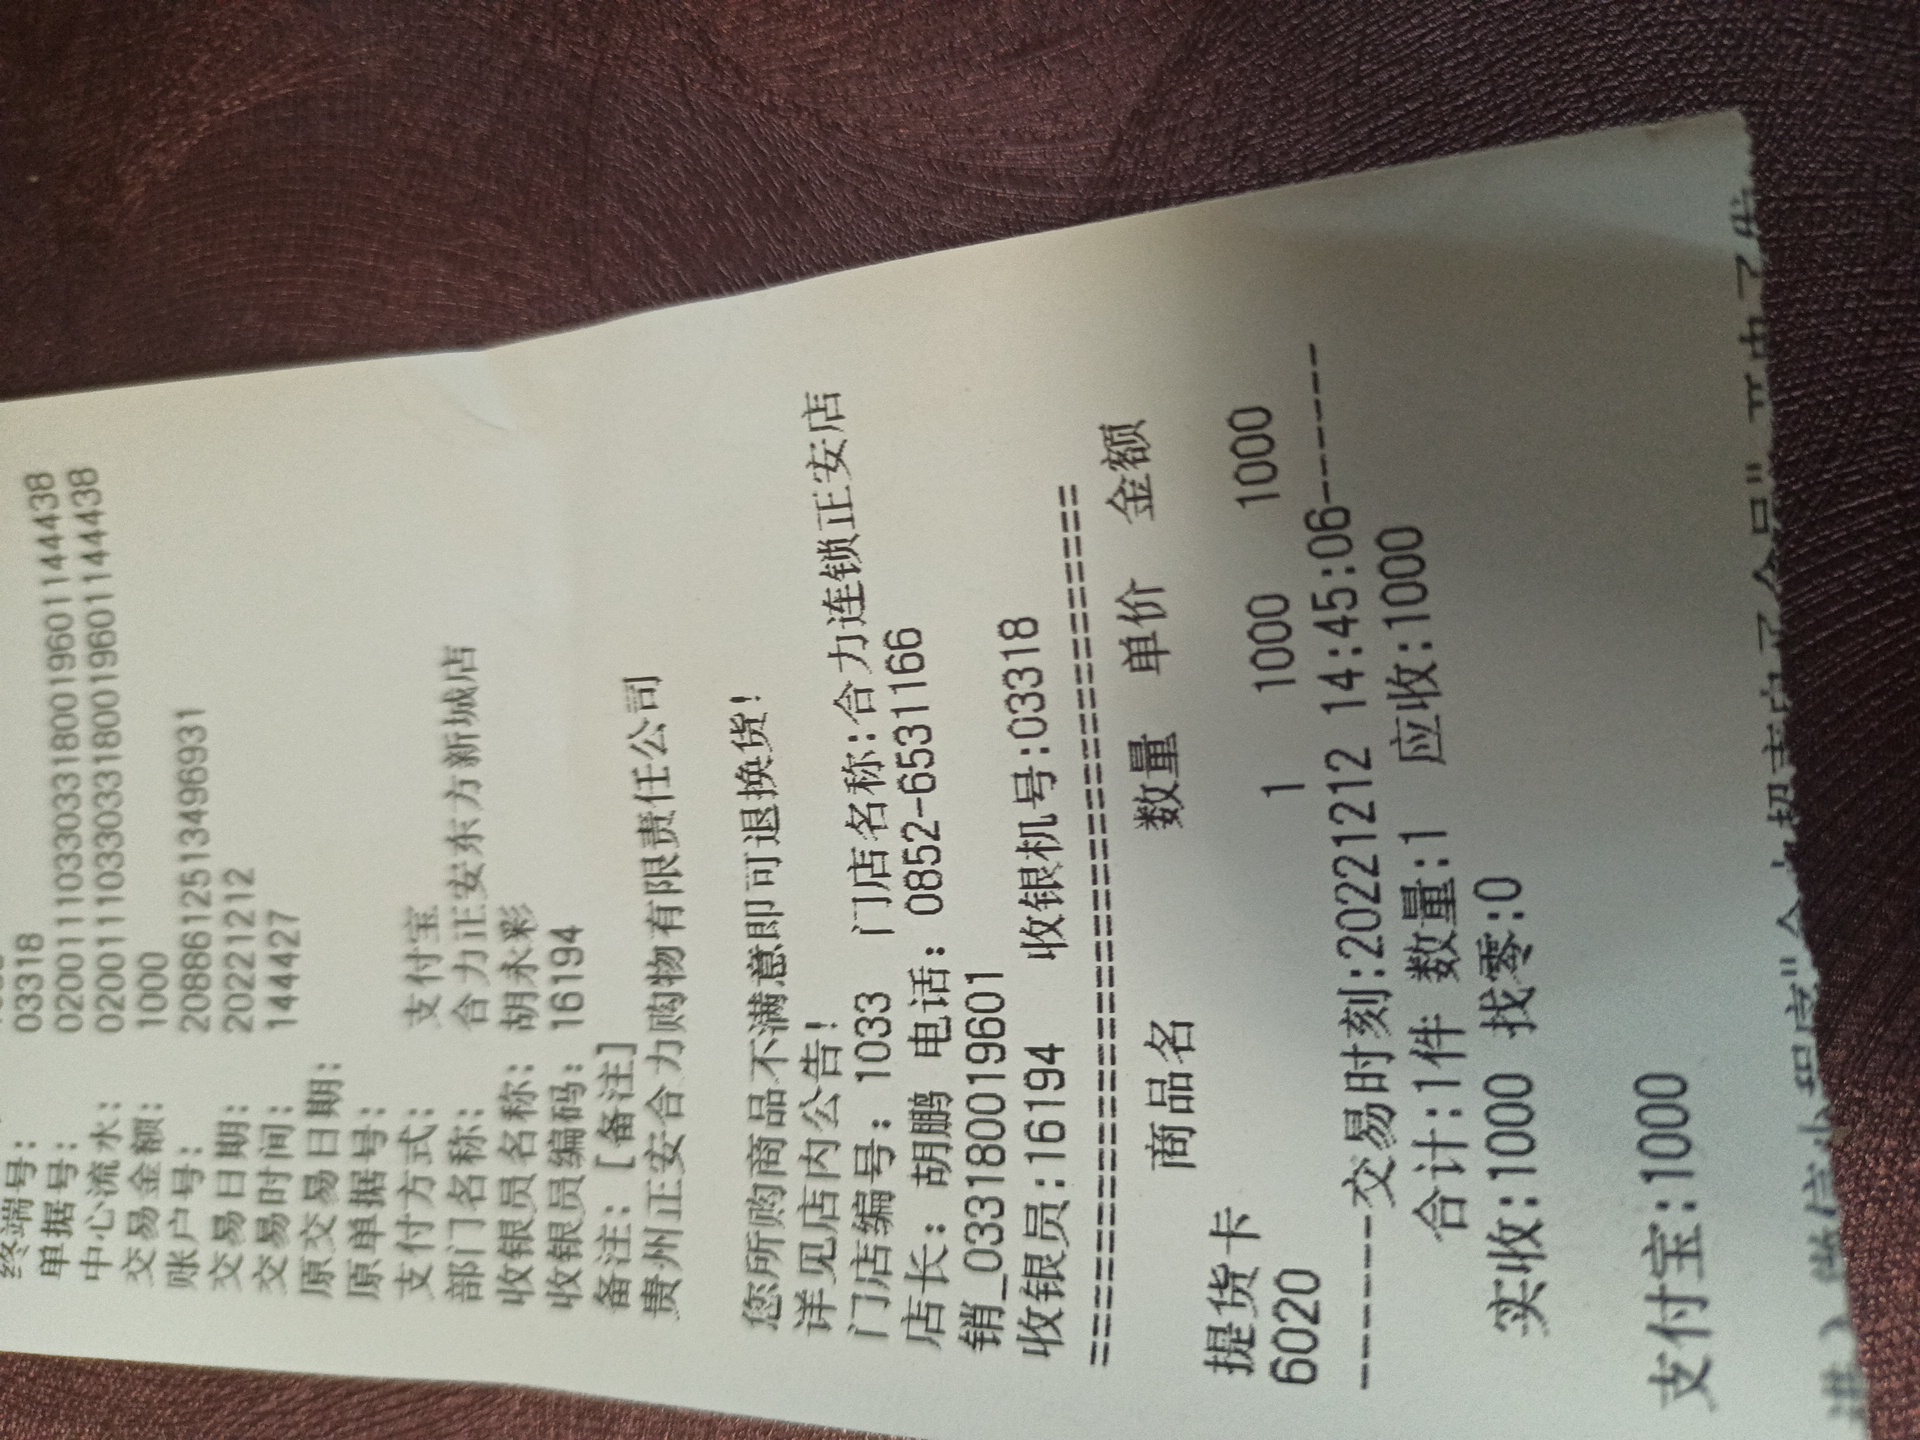 终端号: 03318
单据号: 0200111033033180019601144438
中心流水: 0200111033033180019601144438
交易金额: 1000
账户号: 2088612513496931
交易日期: 20221212
交易时间: 144427
原交易日期:
原单据号:
支付方式: 支付宝
部门名称: 合力正安东方新城店
收银员名称: 胡永彩
收银员编码: 16194
备注: [备注]
贵州正安合力购物有限责任公司
您所购商品不满意即可退换货!
详见店内公告!
门店编号: 1033 门店名称:合力连锁正安店
店长: 胡鹏 电话: 0852-6531166
销_033180019601
收银员:16194 收银机号:03318
================================
商品名 数量 单价 金额
提货卡
6020 1 1000 1000
-------交易时刻:20221212 14:45:06-------
合计:1件 数量:1 应收:1000
实收:1000 找零:0
支付宝:1000